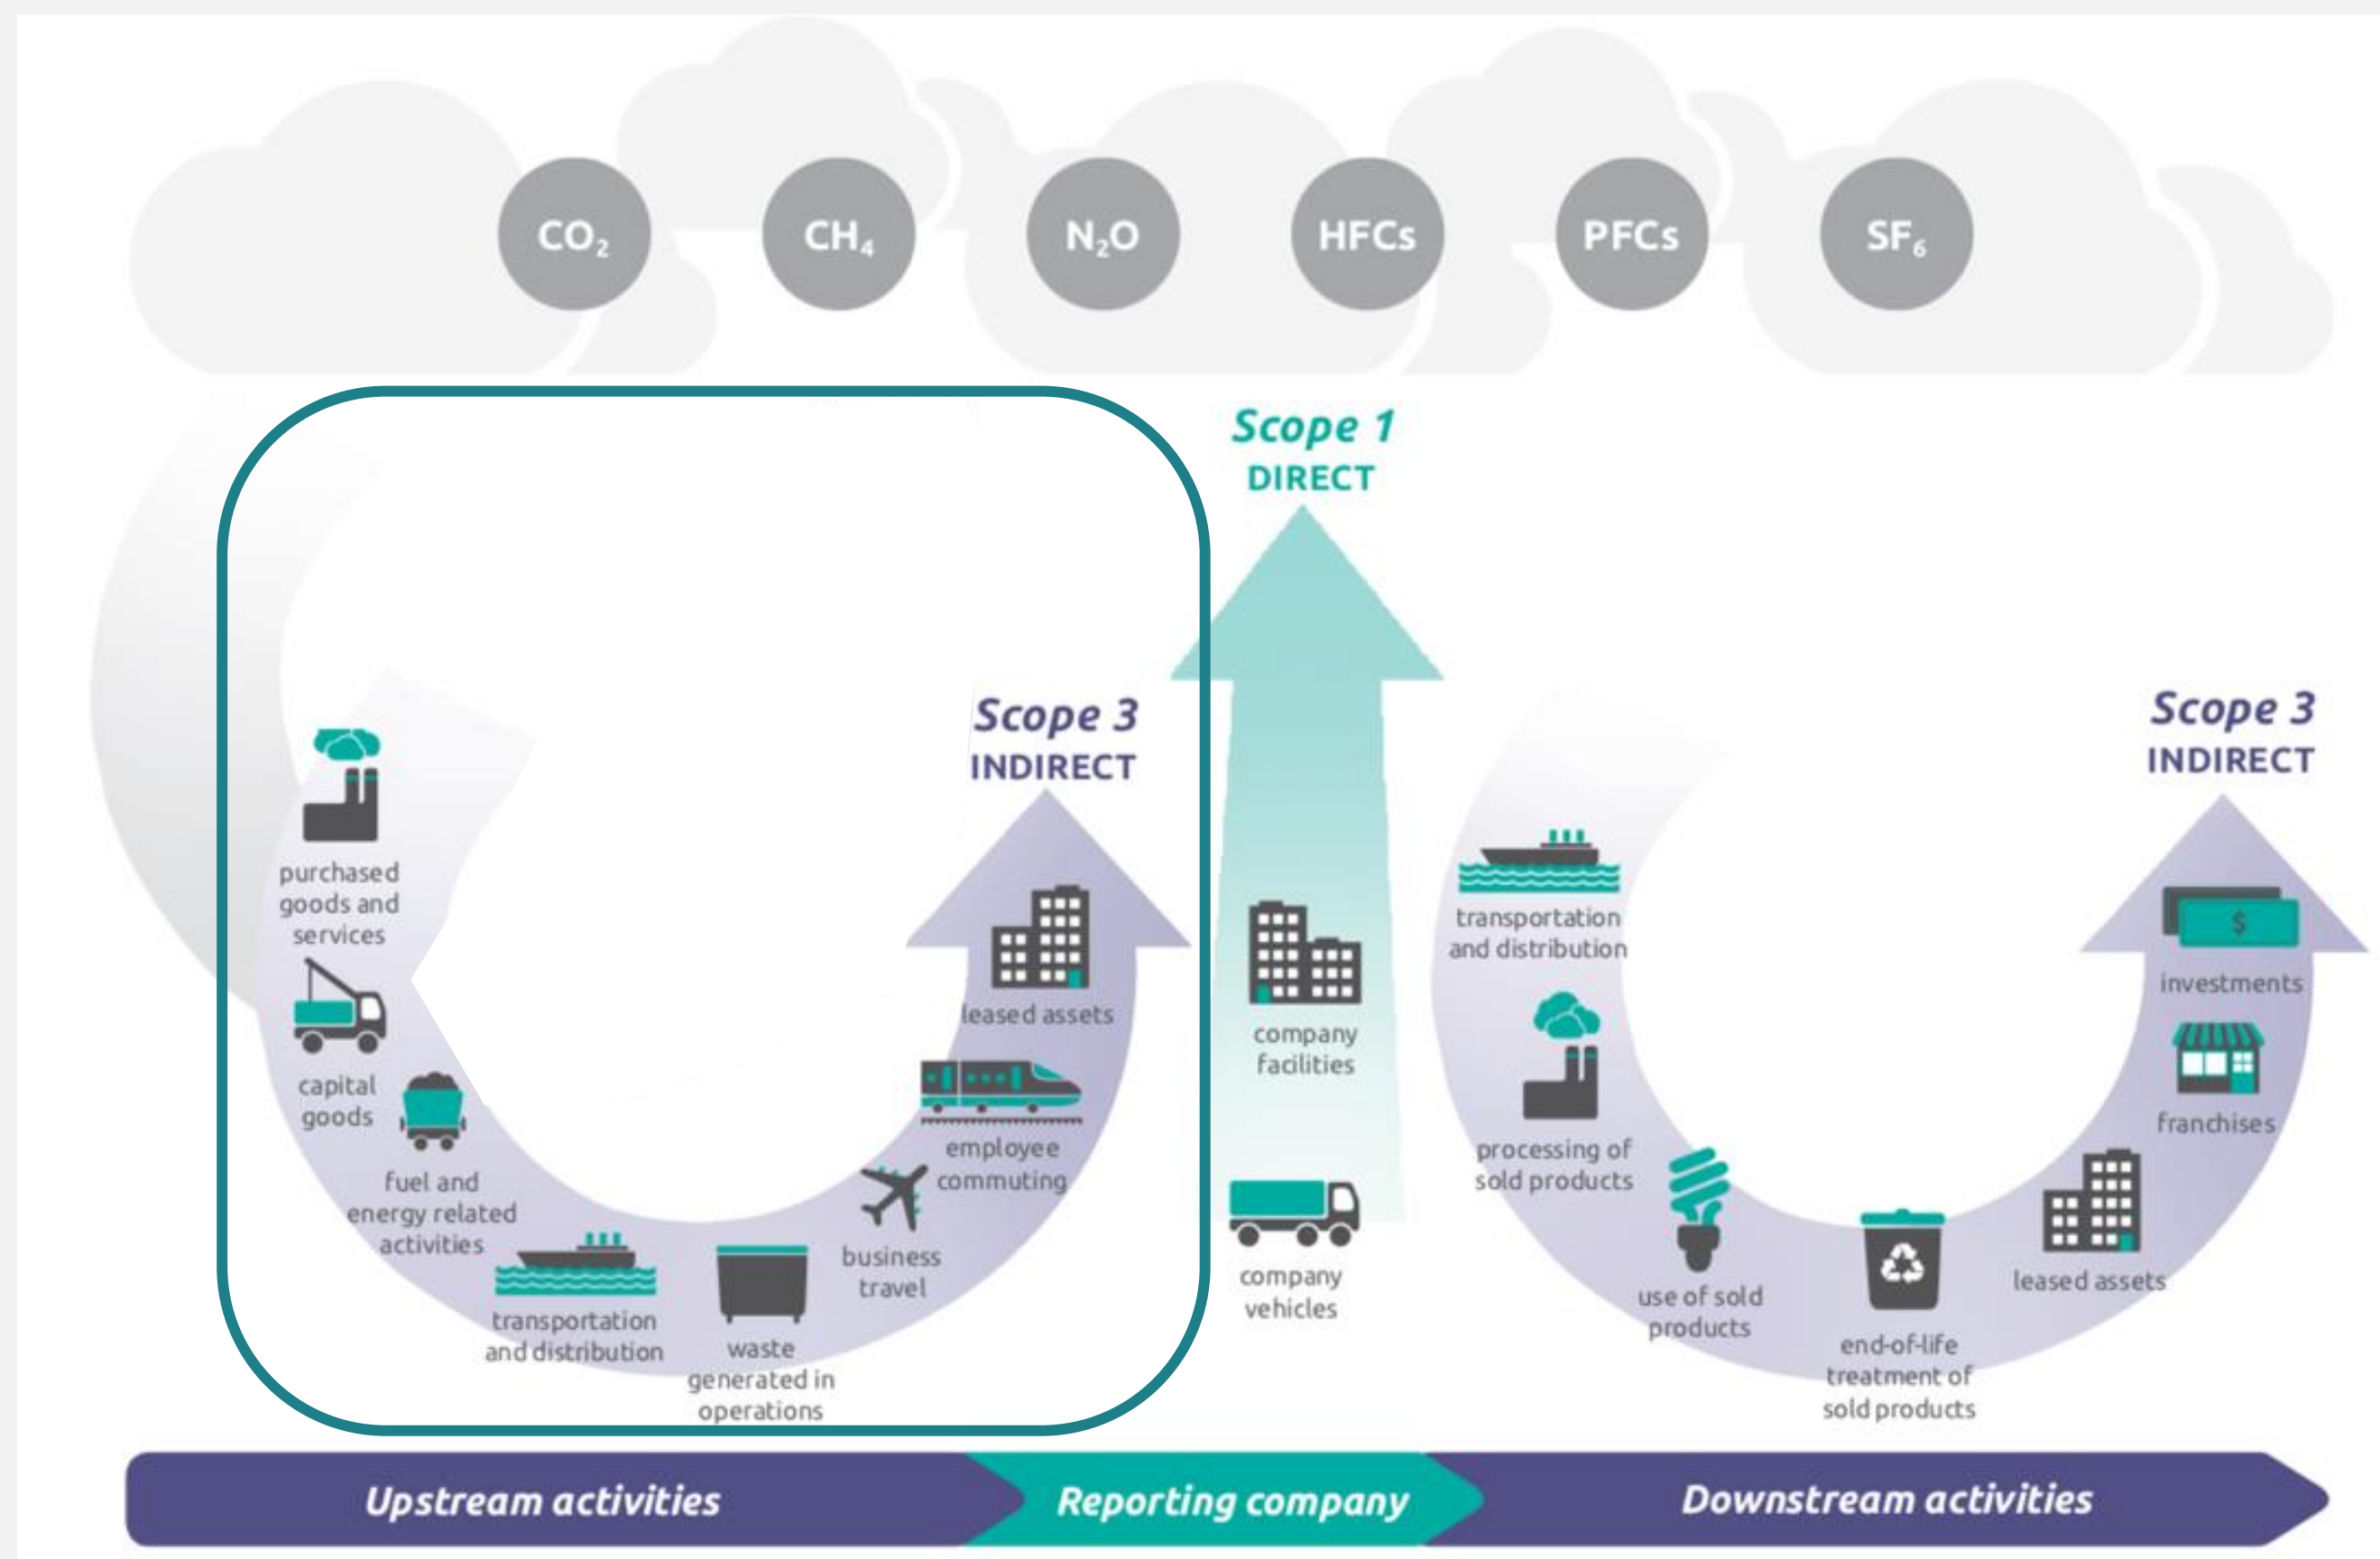 CO₂
CH₄
N₂O
HFCs
PFCs
SF₆
Scope 1
DIRECT
Scope 3
INDIRECT
purchased
goods and
services
capital
goods
fuel and
energy related
activities
transportation
and distribution
waste
generated in
operations
business
travel
employee
commuting
leased assets
company
facilities
company
vehicles
Scope 3
INDIRECT
transportation
and distribution
processing of
sold products
use of sold
products
end-of-life
treatment of
sold products
leased assets
franchises
investments
$
Upstream activities
Reporting company
Downstream activities